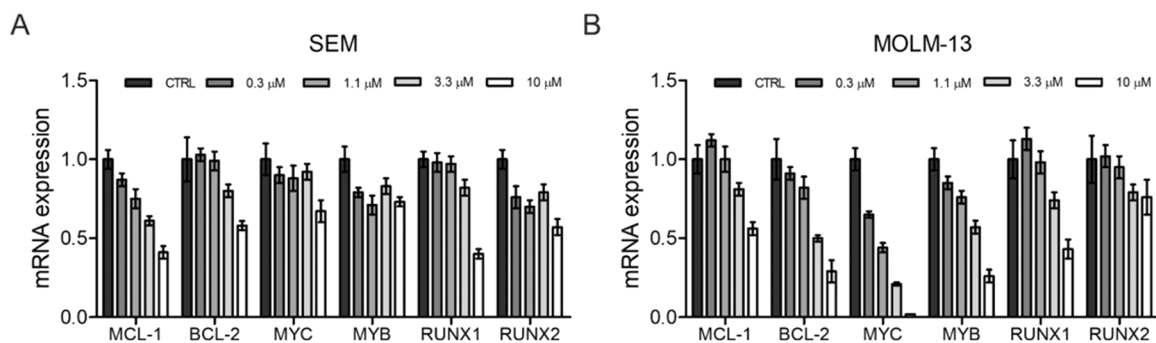 A
SEM
mRNA expression
1.5
1.0
0.5
0.0
CTRL 0.3 μM 1.1 μM 3.3 μM 10 μM
MCL-1 BCL-2 MYC MYB RUNX1 RUNX2
B
MOLM-13
mRNA expression
1.5
1.0
0.5
0.0
CTRL 0.3 μM 1.1 μM 3.3 μM 10 μM
MCL-1 BCL-2 MYC MYB RUNX1 RUNX2